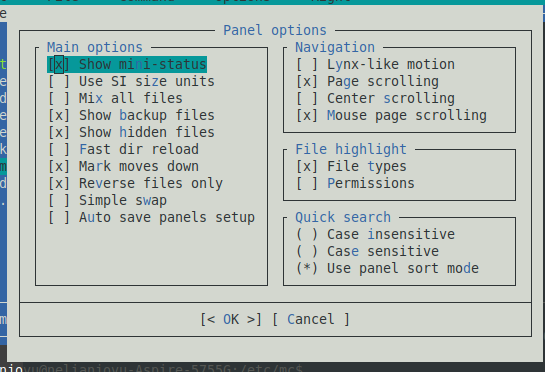 Panel options
Main options
[x] Show mini-status
[ ] Use SI size units
[ ] Mix all files
[x] Show backup files
[x] Show hidden files
[ ] Fast dir reload
[x] Mark moves down
[x] Reverse files only
[ ] Simple swap
[ ] Auto save panels setup
Navigation
[ ] Lynx-like motion
[x] Page scrolling
[ ] Center scrolling
[x] Mouse page scrolling
File highlight
[x] File types
[ ] Permissions
Quick search
( ) Case insensitive
( ) Case sensitive
(*) Use panel sort mode
[< OK >] [ Cancel ]